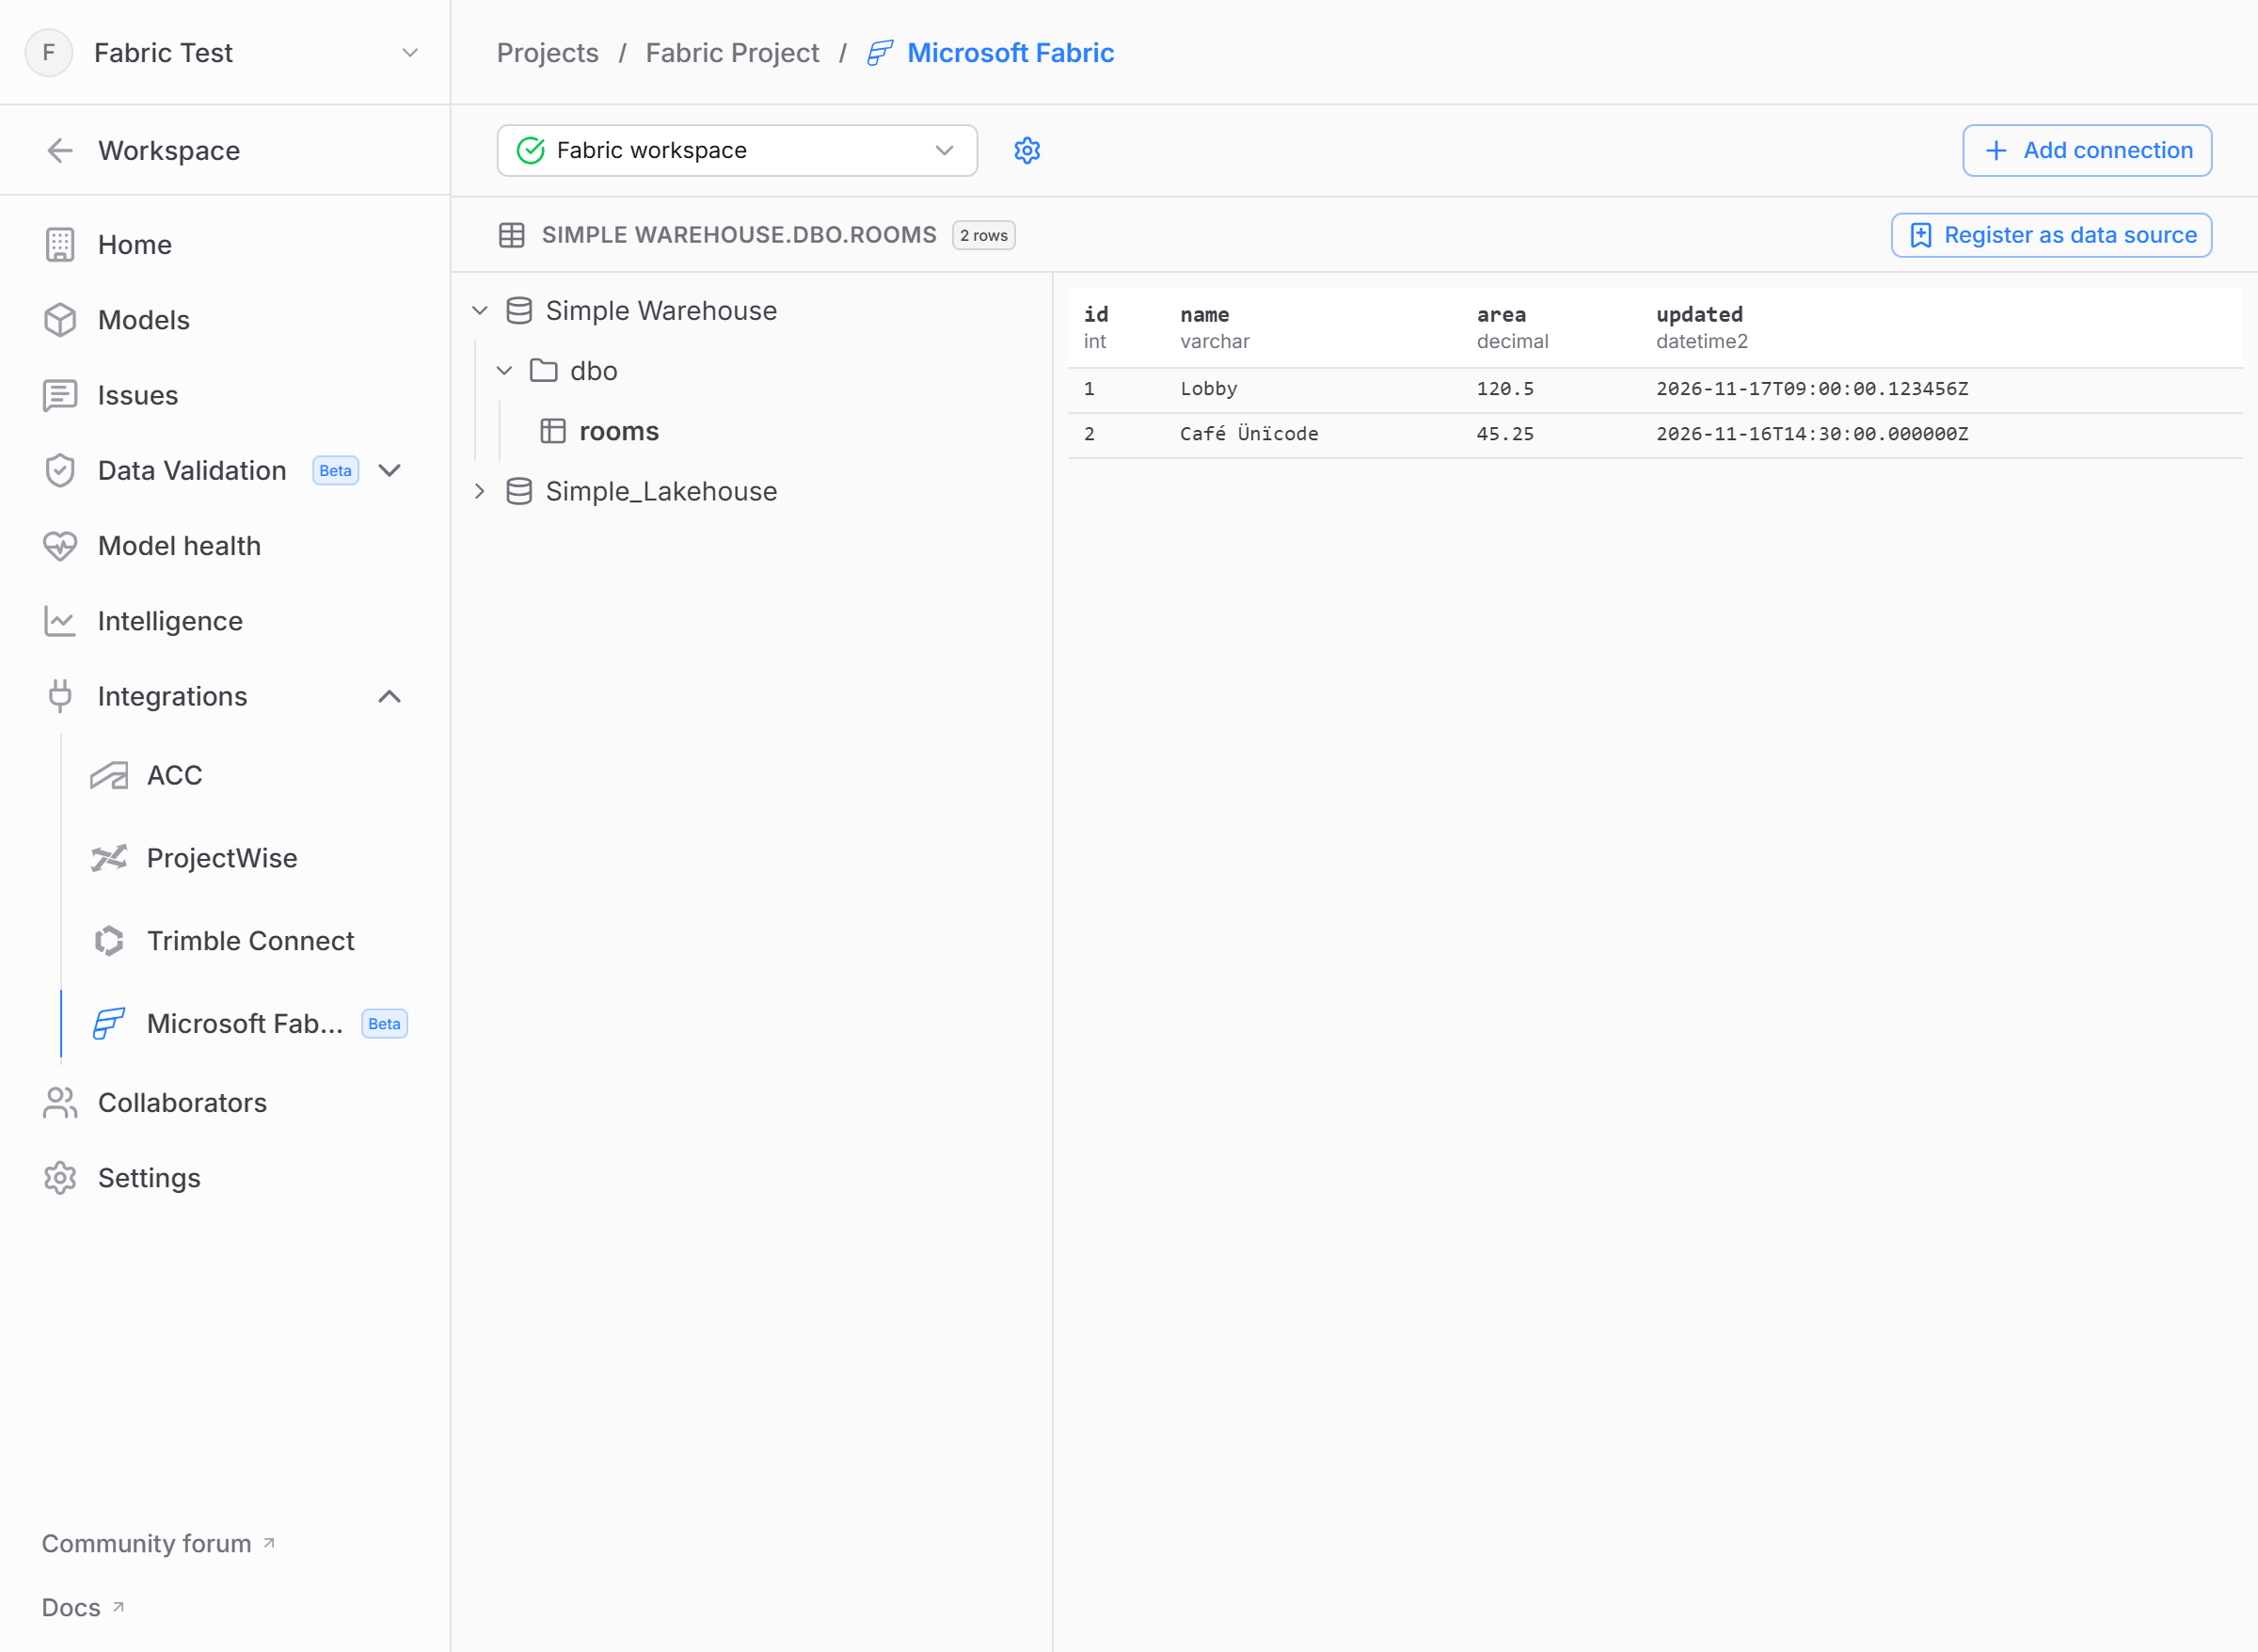 F Fabric Test
Projects / Fabric Project / Microsoft Fabric
Workspace
Fabric workspace
Add connection
SIMPLE WAREHOUSE.DBO.ROOMS 2 rows
Register as data source
Home
Models
Issues
Data Validation Beta
Model health
Intelligence
Integrations
ACC
ProjectWise
Trimble Connect
Microsoft Fab... Beta
Collaborators
Settings
Community forum
Docs
Simple Warehouse
dbo
rooms
Simple_Lakehouse
id name area updated
int varchar decimal datetime2
1 Lobby 120.5 2026-11-17T09:00:00.123456Z
2 Café Ünïcode 45.25 2026-11-16T14:30:00.000000Z